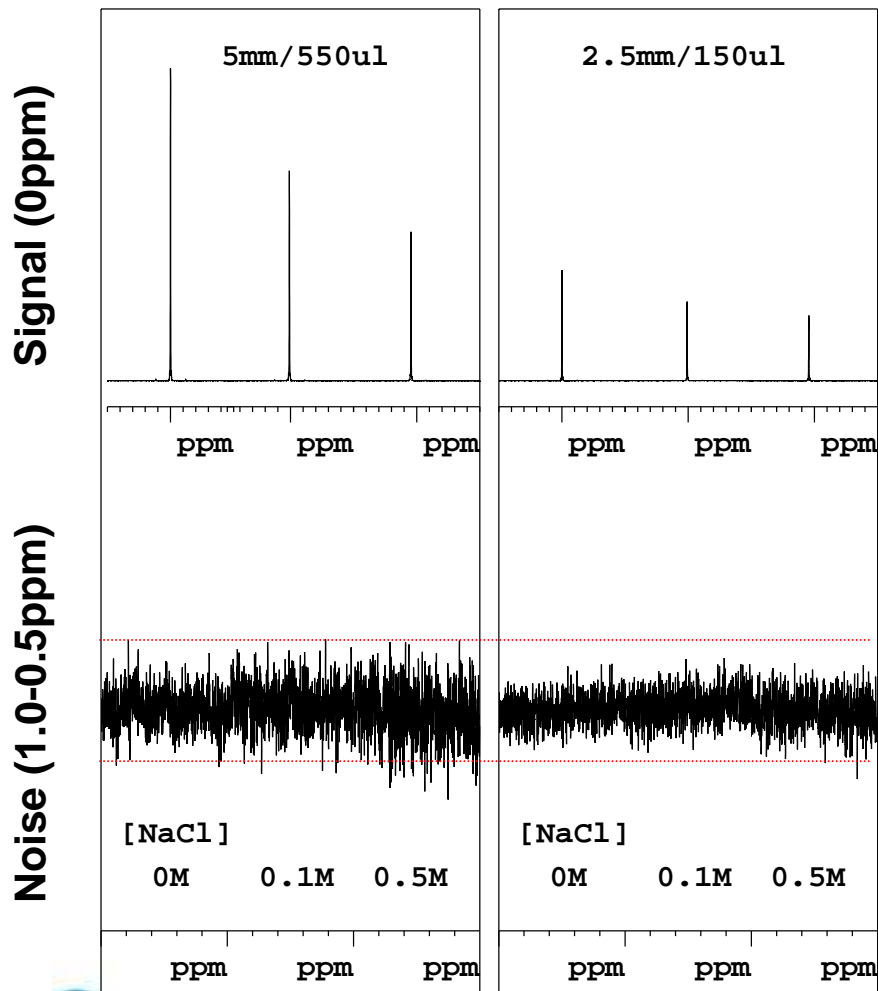 Signal (0ppm)
5mm/550ul
2.5mm/150ul
ppm ppm ppm
ppm ppm ppm
Noise (1.0-0.5ppm)
[NaCl]
0M 0.1M 0.5M
[NaCl]
0M 0.1M 0.5M
ppm ppm ppm
ppm ppm ppm